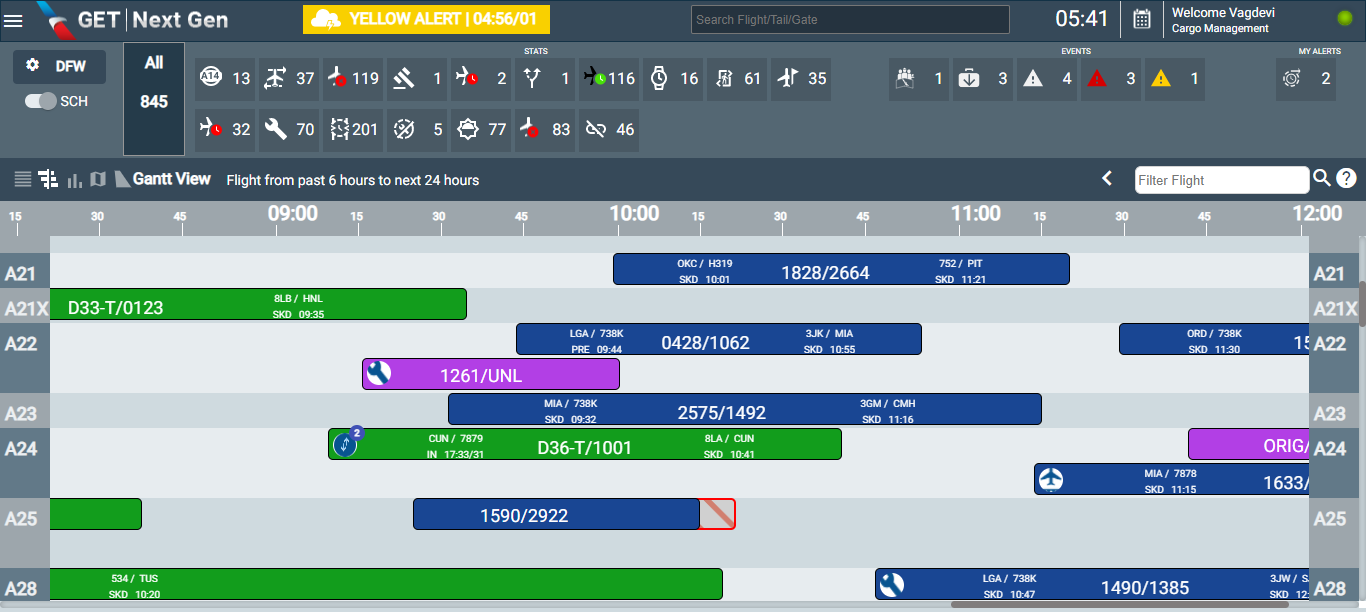 GET | Next Gen
YELLOW ALERT | 04:56/01
Search Flight/Tail/Gate
05:41
Welcome Vagdevi
Cargo Management
DFW
SCH
All
845
STATS
A14 13 37 119 1 2 1 116 16 61 35
32 70 201 5 77 83 46
EVENTS
1 3 4 3 1
MY ALERTS
2
Gantt View
Flight from past 6 hours to next 24 hours
Filter Flight
?
15 30 45 09:00 15 30 45 10:00 15 30 45 11:00 15 30 45 12:00
A21
OKC / H319
SKD 10:01
1828/2664
752 / PIT
SKD 11:21
A21
A21X
D33-T/0123
8LB / HNL
SKD 09:35
A21X
A22
LGA / 738K
PRE 09:44
0428/1062
3JK / MIA
SKD 10:55
ORD / 738K
SKD 11:30
15
A22
1261/UNL
A23
MIA / 738K
SKD 09:32
2575/1492
3GM / CMH
SKD 11:16
A23
A24
2
CUN / 7879
IN 17:33/31
D36-T/1001
8LA / CUN
SKD 10:41
ORIG/
A24
MIA / 7878
SKD 11:15
1633/
A25
1590/2922
A25
A28
534 / TUS
SKD 10:20
LGA / 738K
SKD 10:47
1490/1385
3JW / S
SKD 12:
A28